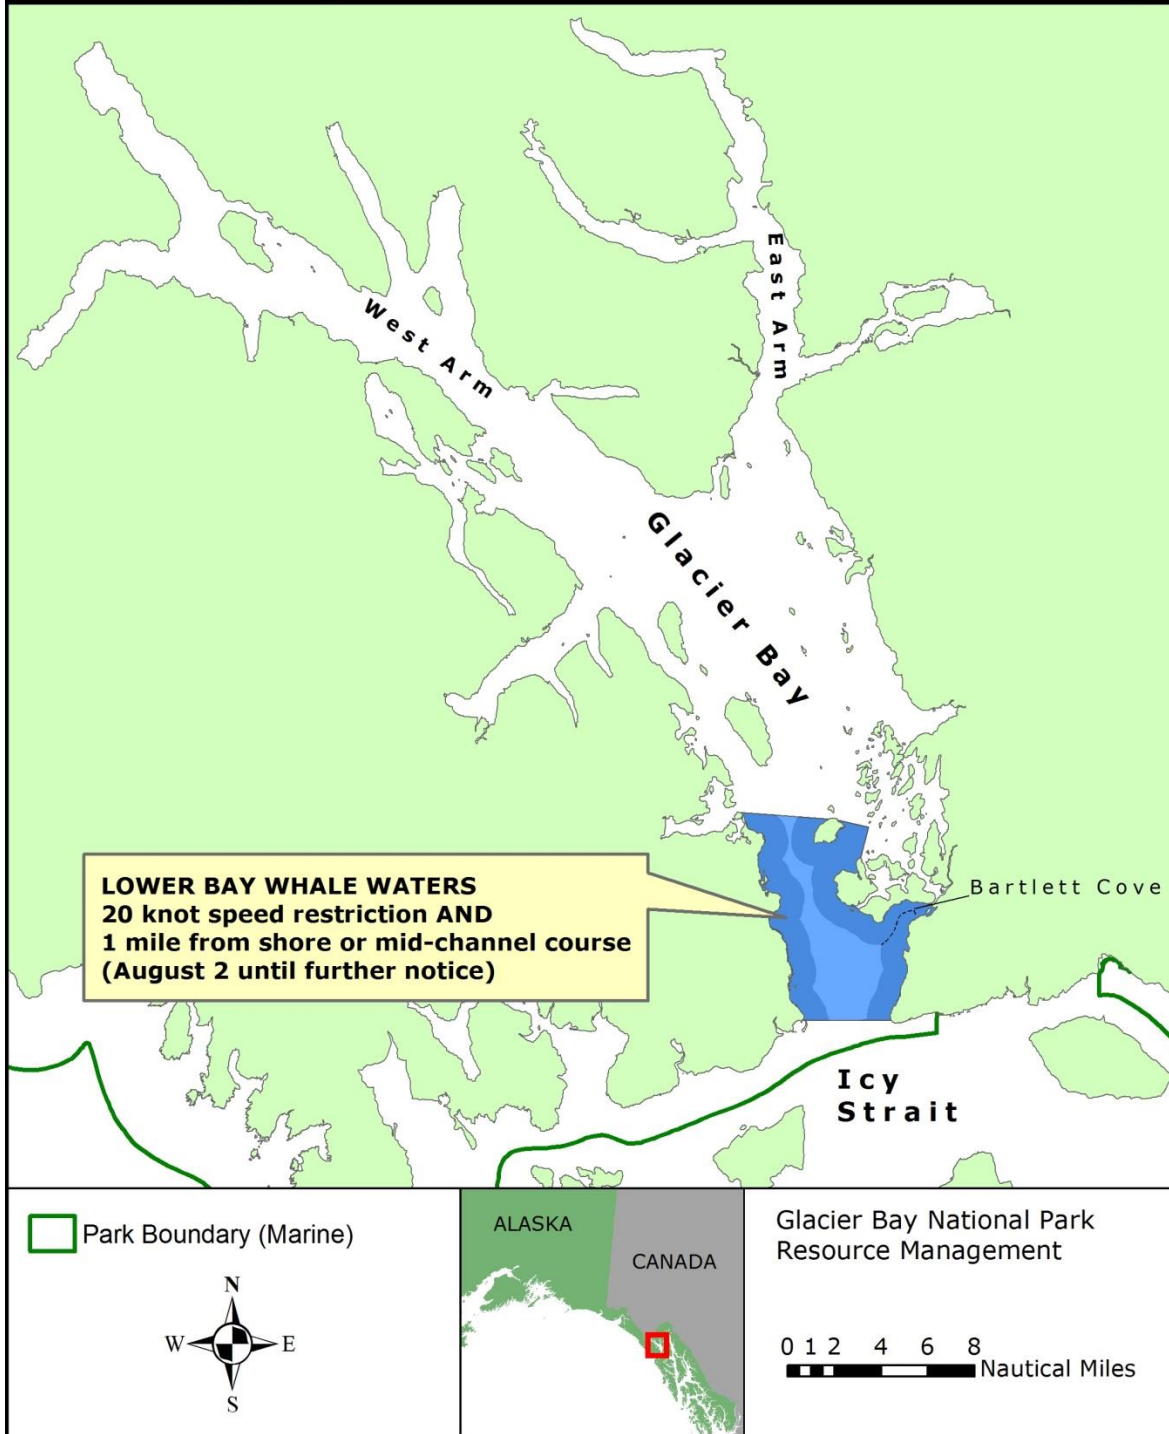 East Arm
West Arm
Glacier Bay
LOWER BAY WHALE WATERS
20 knot speed restriction AND
1 mile from shore or mid-channel course
(August 2 until further notice)
Bartlett Cove
Icy
Strait
Park Boundary (Marine)
N
W E
S
ALASKA
CANADA
Glacier Bay National Park
Resource Management
0 1 2 4 6 8
Nautical Miles